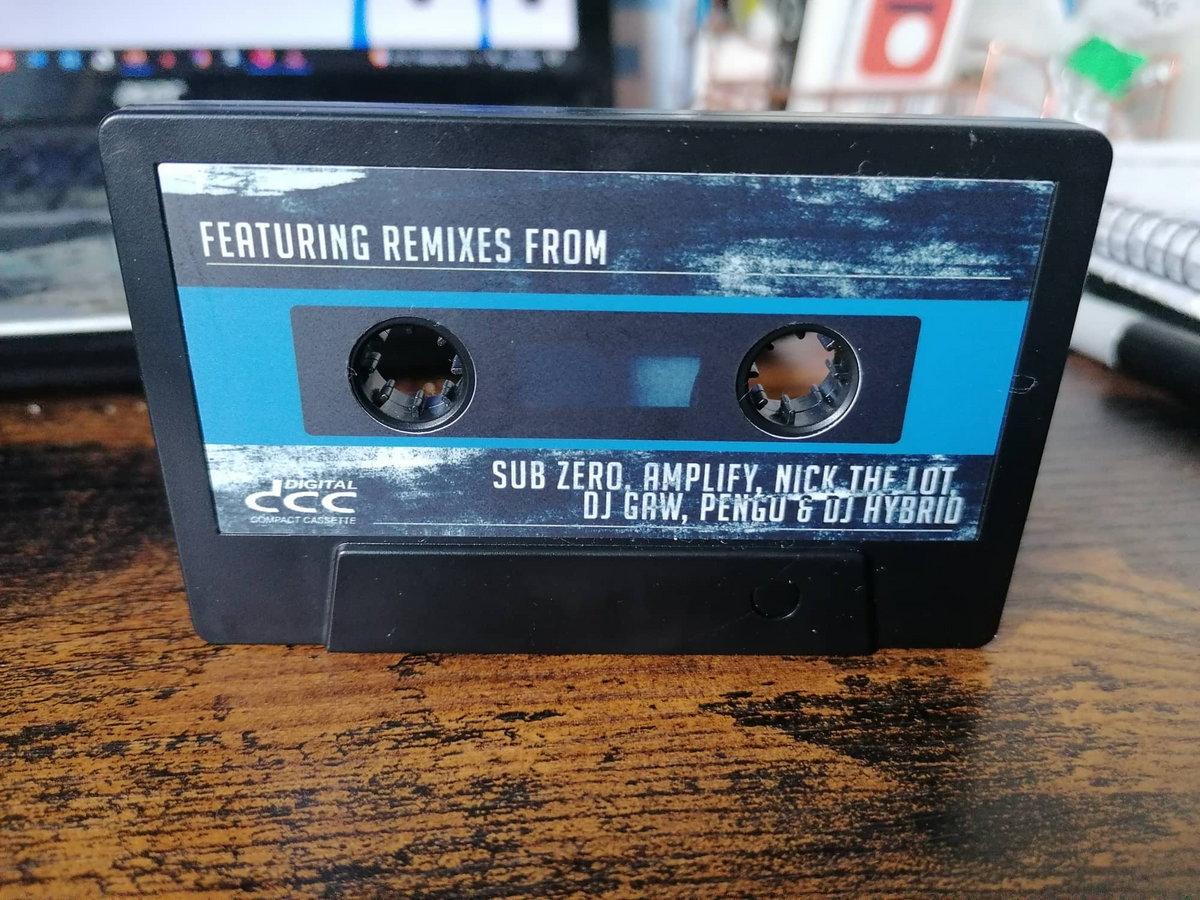 FEATURING REMIXES FROM
SUB ZERO, AMPLIFY, NICK THE LOT,
DJ GAW, PENGU & DJ HYBRID
DIGITAL
dcc
COMPACT CASSETTE